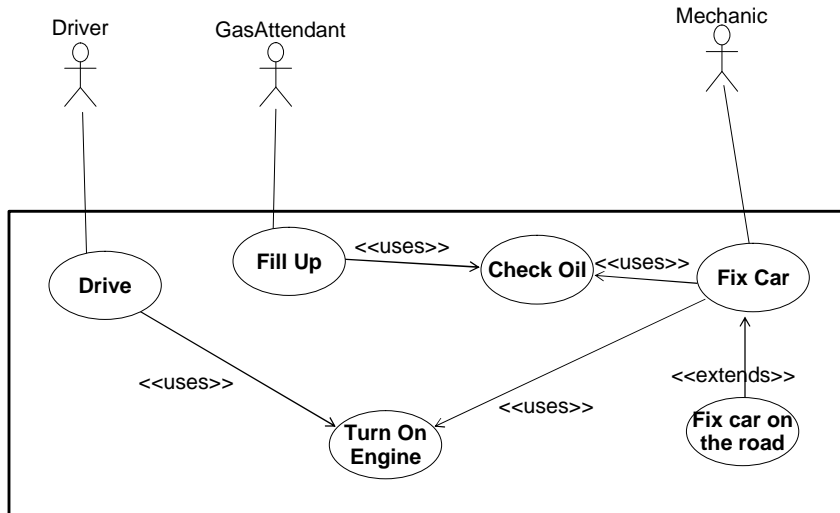 Mechanic
Driver
GasAttendant
<<uses>>
<<uses>>
Fill Up
Check Oil
Fix Car
Drive
<<uses>>
<<extends>>
<<uses>>
Fix car on
the road
Turn On
Engine